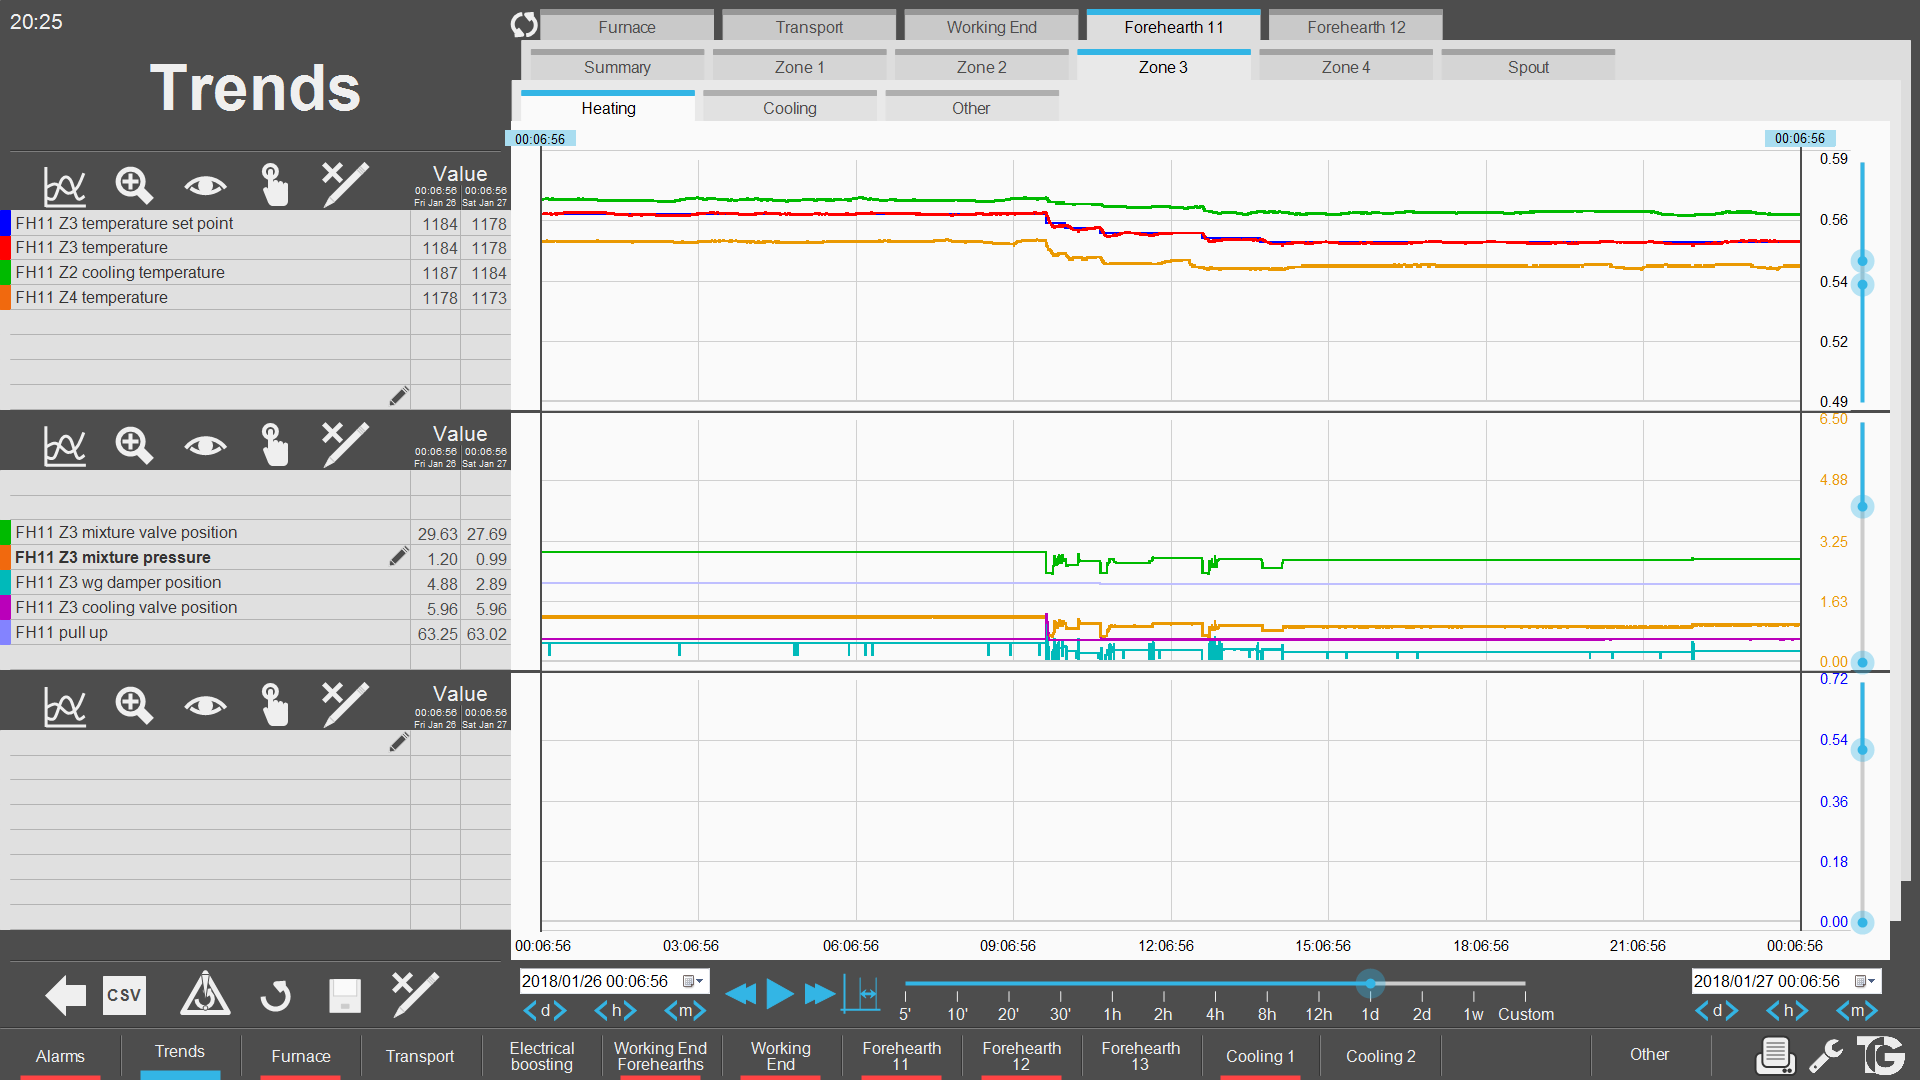 20:25
Trends
Furnace Transport Working End Forehearth 11 Forehearth 12
Summary Zone 1 Zone 2 Zone 3 Zone 4 Spout
Heating Cooling Other
00:06:56 00:06:56
Value
00:06:56 00:06:56
Fri Jan 26 Sat Jan 27
FH11 Z3 temperature set point 1184 1178
FH11 Z3 temperature 1184 1178
FH11 Z2 cooling temperature 1187 1184
FH11 Z4 temperature 1178 1173
0.59
0.56
0.54
0.52
0.49
Value
00:06:56 00:06:56
Fri Jan 26 Sat Jan 27
FH11 Z3 mixture valve position 29.63 27.69
FH11 Z3 mixture pressure 1.20 0.99
FH11 Z3 wg damper position 4.88 2.89
FH11 Z3 cooling valve position 5.96 5.96
FH11 pull up 63.25 63.02
6.50
4.88
3.25
1.63
0.00
Value
00:06:56 00:06:56
Fri Jan 26 Sat Jan 27
0.72
0.54
0.36
0.18
0.00
00:06:56 03:06:56 06:06:56 09:06:56 12:06:56 15:06:56 18:06:56 21:06:56 00:06:56
CSV
2018/01/26 00:06:56
d h m
5' 10' 20' 30' 1h 2h 4h 8h 12h 1d 2d 1w Custom
2018/01/27 00:06:56
d h m
Alarms
Trends
Furnace
Transport
Electrical
boosting
Working End
Forehearths
Working
End
Forehearth
11
Forehearth
12
Forehearth
13
Cooling 1
Cooling 2
Other
TG